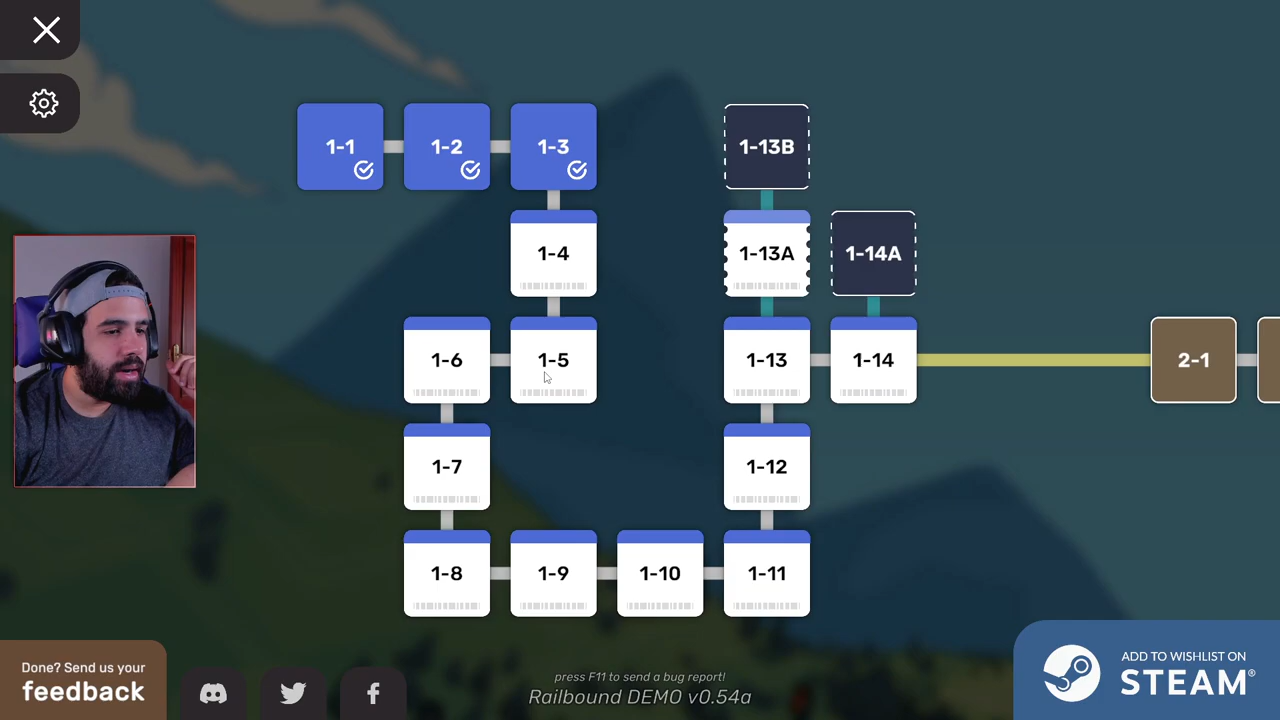 1-1
1-2
1-3
1-13B
1-4
1-13A
1-14A
1-6
1-5
1-13
1-14
2-1
1-7
1-12
1-8
1-9
1-10
1-11
Done? Send us your
feedback
press F11 to send a bug report!
Railbound DEMO v0.54a
ADD TO WISHLIST ON
STEAM®